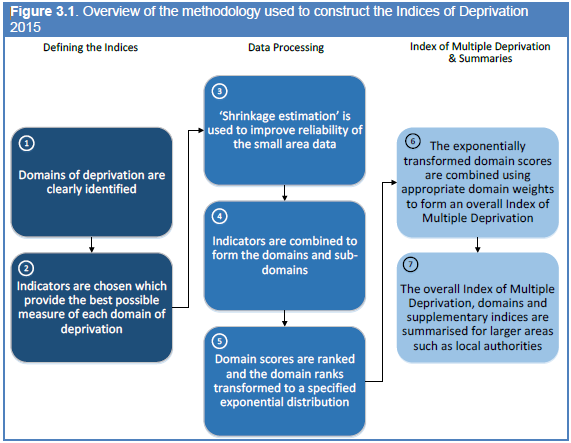 Figure 3.1. Overview of the methodology used to construct the Indices of Deprivation
2015
Defining the Indices
1
Domains of deprivation are
clearly identified
2
Indicators are chosen which
provide the best possible
measure of each domain of
deprivation
Data Processing
3
‘Shrinkage estimation’ is
used to improve reliability of
the small area data
4
Indicators are combined to
form the domains and sub-
domains
5
Domain scores are ranked
and the domain ranks
transformed to a specified
exponential distribution
Index of Multiple Deprivation
& Summaries
6
The exponentially
transformed domain scores
are combined using
appropriate domain weights
to form an overall Index of
Multiple Deprivation
7
The overall Index of Multiple
Deprivation, domains and
supplementary indices are
summarised for larger areas
such as local authorities